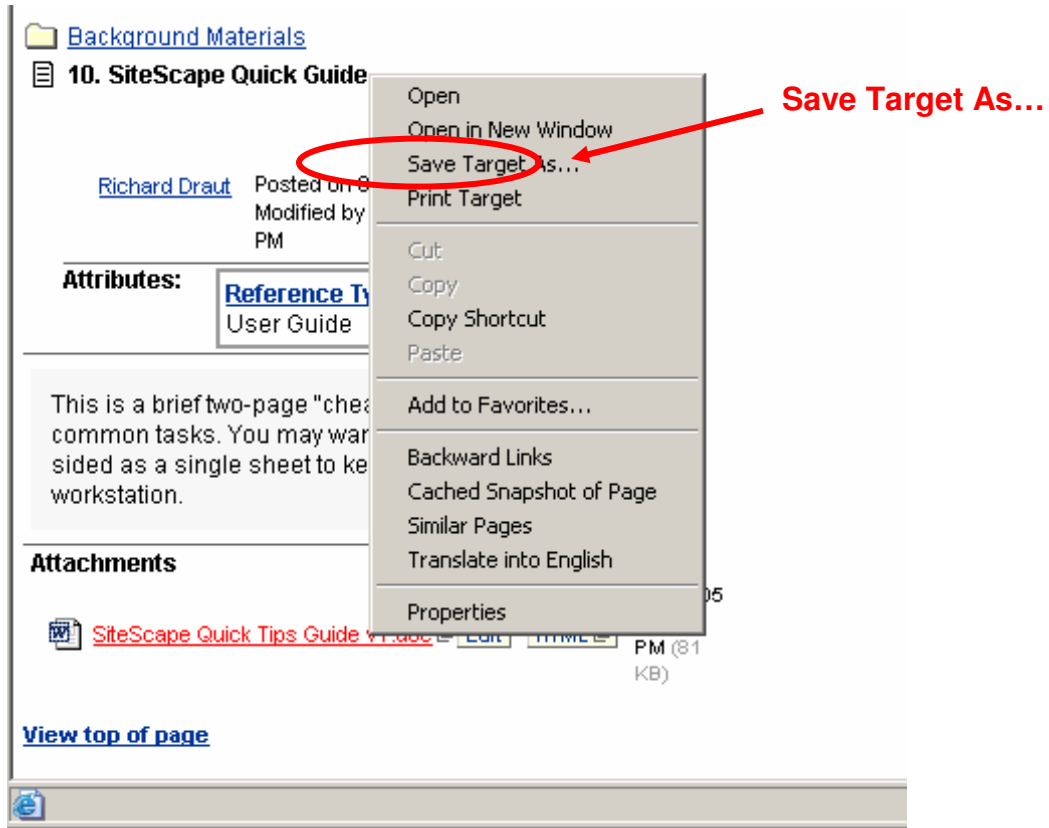 Background Materials
10. SiteScape Quick Guide
Open
Save Target As…
Open in New Window
Save Target As...
Richard Draut Posted on
Print Target
Modified by
PM
Cut
Attributes:
Copy
Reference
User Guide
Copy Shortcut
Paste
This is a brief two-page
Add to Favorites...
common tasks. You may
sided as a single sheet to
Backward Links
workstation.
Cached Snapshot of Page
Similar Pages
Attachments
Translate into English
05
Properties
SiteScape Quick Tips Guide v1.doc Edit HTML
PM (81
KB)
View top of page